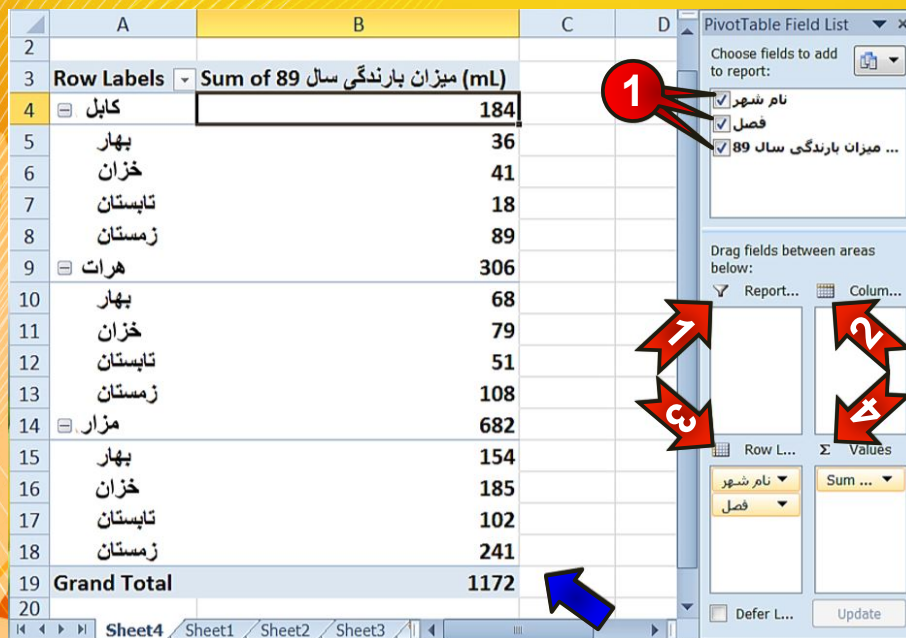 A B C D
2
3 Row Labels Sum of 89 میزان بارندگی سال (mL)
4 کابل 184
5 بهار 36
6 خزان 41
7 تابستان 18
8 زمستان 89
9 هرات 306
10 بهار 68
11 خزان 79
12 تابستان 51
13 زمستان 108
14 مزار 682
15 بهار 154
16 خزان 185
17 تابستان 102
18 زمستان 241
19 Grand Total 1172
20
Sheet4 Sheet1 Sheet2 Sheet3
PivotTable Field List
Choose fields to add
to report:
1
نام شهر
فصل
میزان بارندگی سال 89 ...
Drag fields between areas
below:
Report... Colum...
1 2
3 4
Row L... Σ Values
نام شهر Sum ...
فصل
Defer L... Update